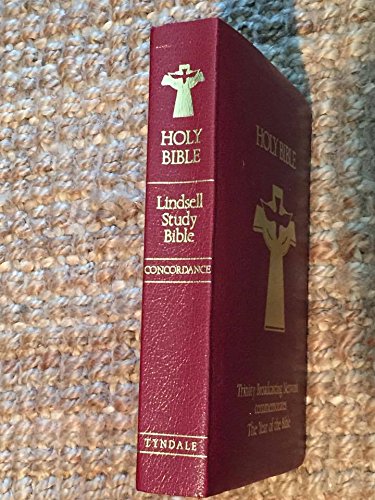 HOLY
BIBLE
Lindsell
Study
Bible
CONCORDANCE
TYNDALE
HOLY BIBLE
Trinity Broadcasting Network
commemorates
The Year of the Bible